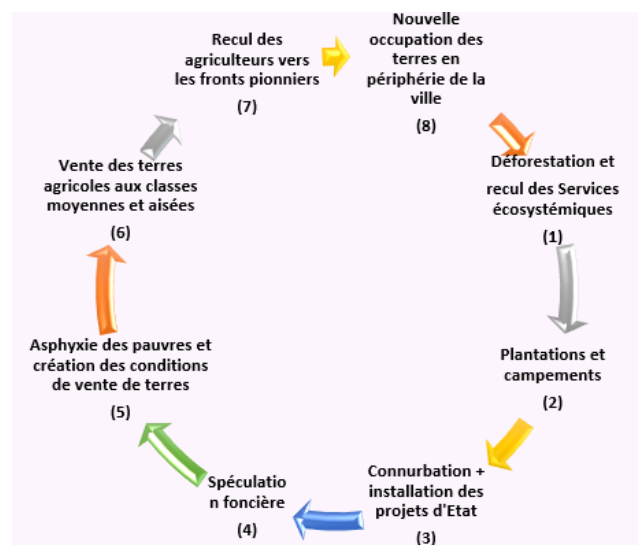 Nouvelle
occupation des
terres en
périphérie de la
ville
(8)
Déforestation et
recul des Services
écosystémiques
(1)
Plantations et
campements
(2)
Connurbation +
installation des
projets d'Etat
(3)
Spéculatio
n foncière
(4)
Asphyxie des pauvres et
création des conditions
de vente de terres
(5)
Vente des terres
agricoles aux classes
moyennes et aisées
(6)
Recul des
agriculteurs vers
les fronts pionniers
(7)